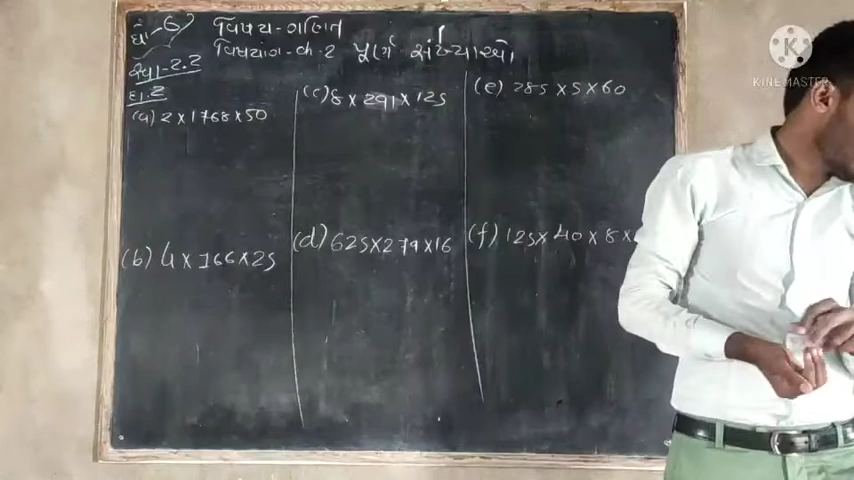 ધો-6
વિષય-ગણિત
વિષયાંગ-ch-2 પૂર્ણ સંખ્યાઓ
સ્વા-2.2
દા.2
(a) 2×1768×50
(b) 4×166×25
(c) 8×291×125
(d) 625×279×16
(e) 285×5×60
(f) 125×40×8×
KINEMASTER